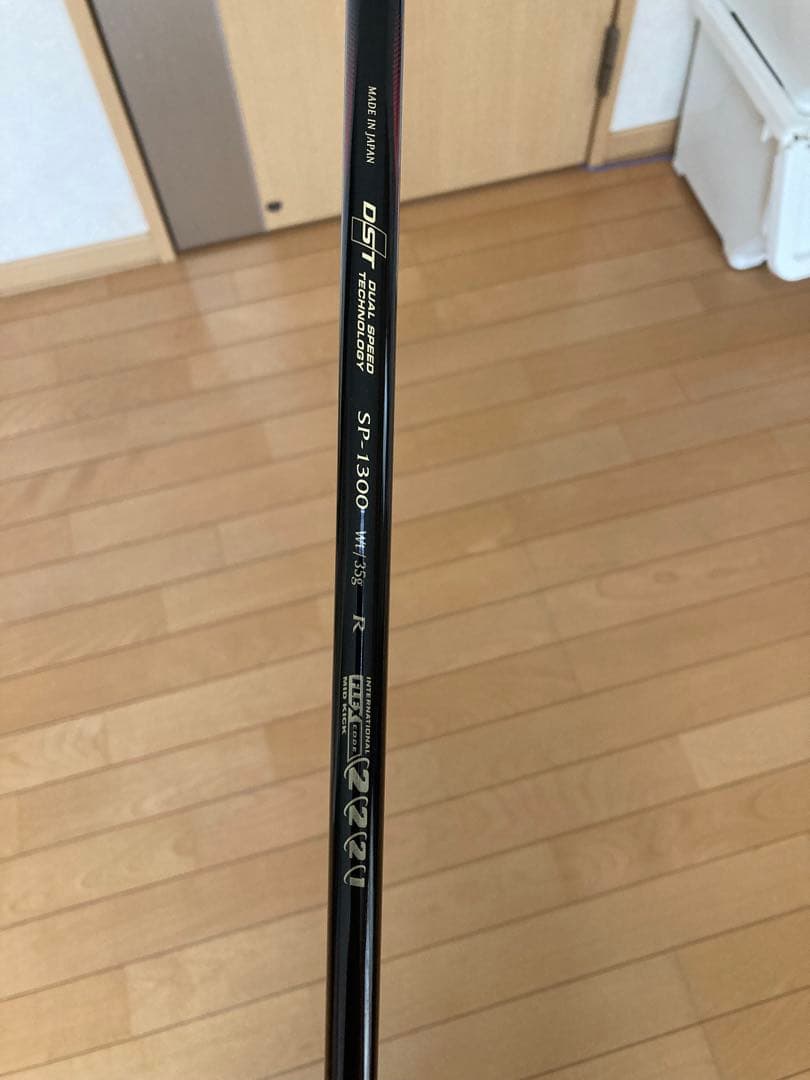 MADE IN JAPAN
DST DUAL SPEED
TECHNOLOGY
SP-1300 Wt/35g R
INTERNATIONAL
FLEX CODE
MID KICK
2221